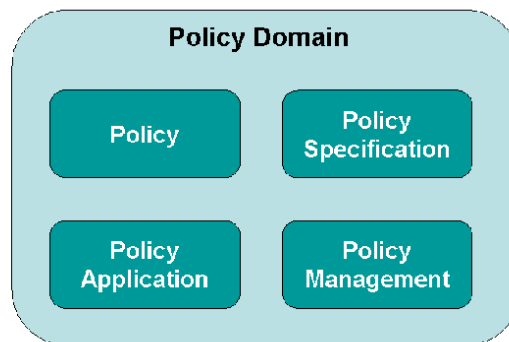 Policy Domain
Policy
Policy
Specification
Policy
Application
Policy
Management